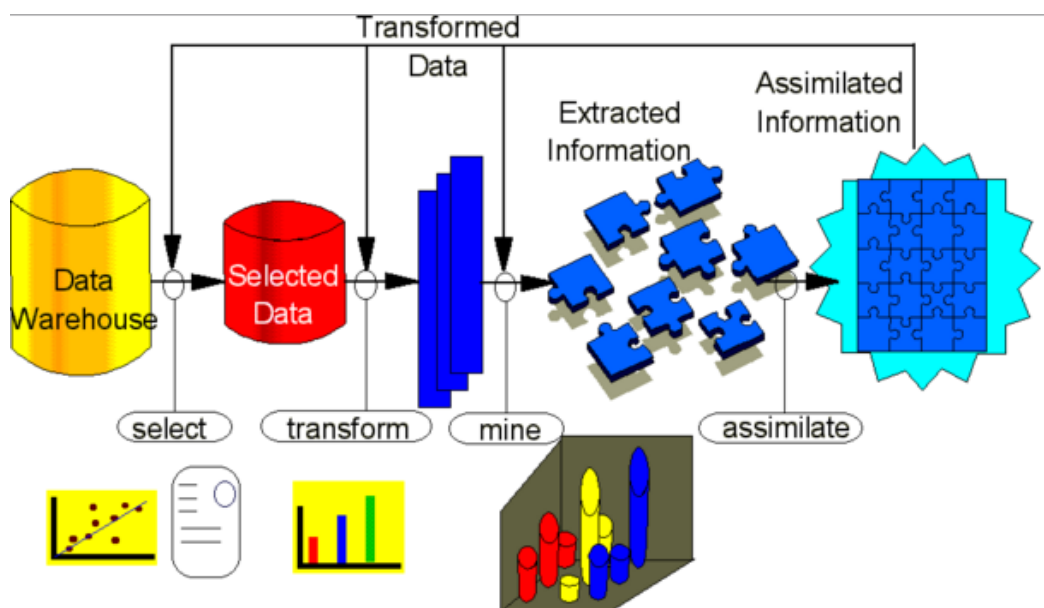 Transformed
Data
Assimilated
Information
Extracted
Information
Data
Warehouse
Selected
Data
select
transform
mine
assimilate